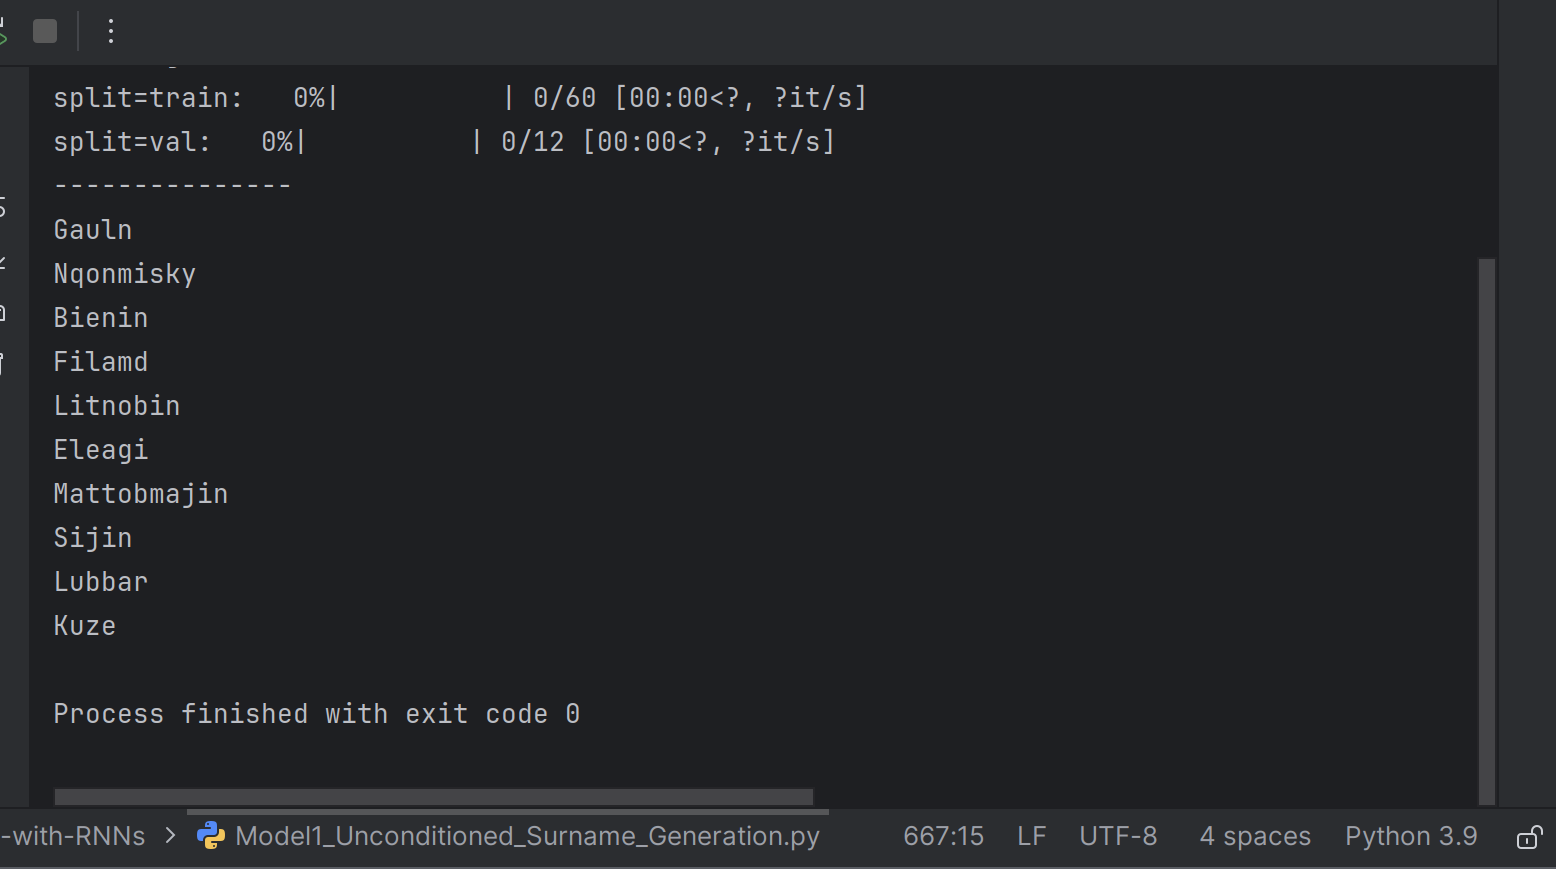 split=train:   0%|          | 0/60 [00:00<?, ?it/s]
split=val:   0%|          | 0/12 [00:00<?, ?it/s]
---------------
Gauln
Nqonmisky
Bienin
Filamd
Litnobin
Eleagi
Mattobmajin
Sijin
Lubbar
Kuze
Process finished with exit code 0
-with-RNNs > Model1_Unconditioned_Surname_Generation.py 667:15 LF UTF-8 4 spaces Python 3.9